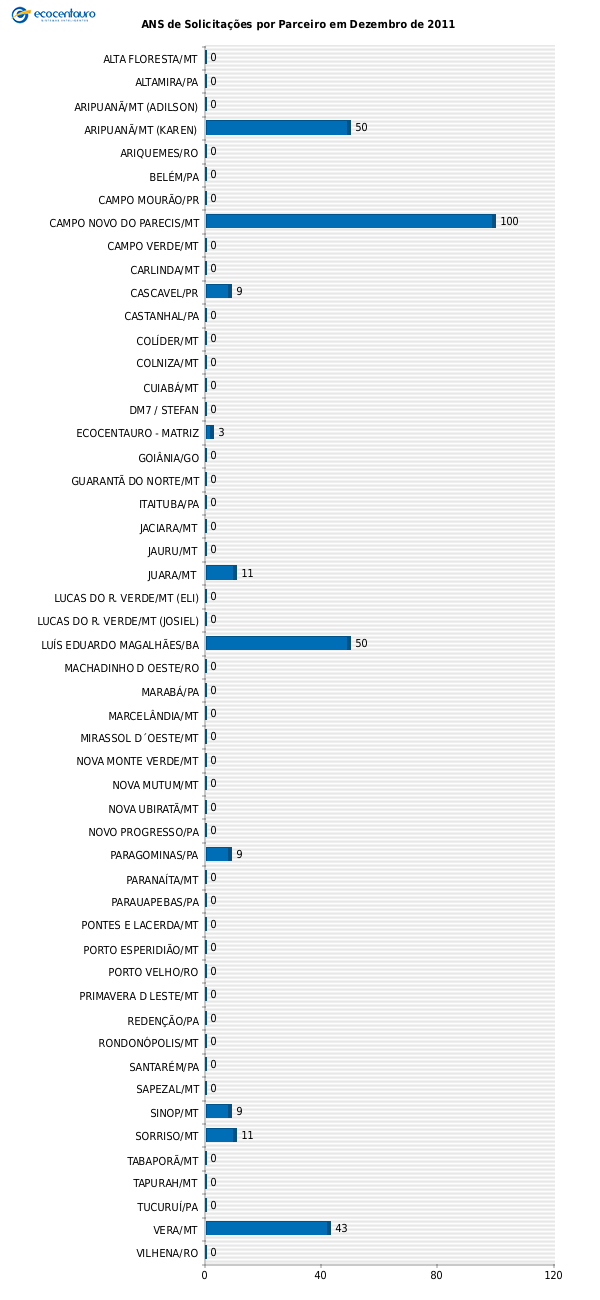 ecocentauro
ANS de Solicitações por Parceiro em Dezembro de 2011
ALTA FLORESTA/MT 0
ALTAMIRA/PA 0
ARIPUANÃ/MT (ADILSON) 0
ARIPUANÃ/MT (KAREN) 50
ARIQUEMES/RO 0
BELÉM/PA 0
CAMPO MOURÃO/PR 0
CAMPO NOVO DO PARECIS/MT 100
CAMPO VERDE/MT 0
CARLINDA/MT 0
CASCAVEL/PR 9
CASTANHAL/PA 0
COLÍDER/MT 0
COLNIZA/MT 0
CUIABÁ/MT 0
DM7 / STEFAN 0
ECOCENTAURO - MATRIZ 3
GOIÂNIA/GO 0
GUARANTÃ DO NORTE/MT 0
ITAITUBA/PA 0
JACIARA/MT 0
JAURU/MT 0
JUARA/MT 11
LUCAS DO R. VERDE/MT (ELI) 0
LUCAS DO R. VERDE/MT (JOSIEL) 0
LUÍS EDUARDO MAGALHÃES/BA 50
MACHADINHO D OESTE/RO 0
MARABÁ/PA 0
MARCELÂNDIA/MT 0
MIRASSOL D´OESTE/MT 0
NOVA MONTE VERDE/MT 0
NOVA MUTUM/MT 0
NOVA UBIRATÃ/MT 0
NOVO PROGRESSO/PA 0
PARAGOMINAS/PA 9
PARANAÍTA/MT 0
PARAUAPEBAS/PA 0
PONTES E LACERDA/MT 0
PORTO ESPERIDIÃO/MT 0
PORTO VELHO/RO 0
PRIMAVERA D LESTE/MT 0
REDENÇÃO/PA 0
RONDONÓPOLIS/MT 0
SANTARÉM/PA 0
SAPEZAL/MT 0
SINOP/MT 9
SORRISO/MT 11
TABAPORÃ/MT 0
TAPURAH/MT 0
TUCURUÍ/PA 0
VERA/MT 43
VILHENA/RO 0
0 40 80 120